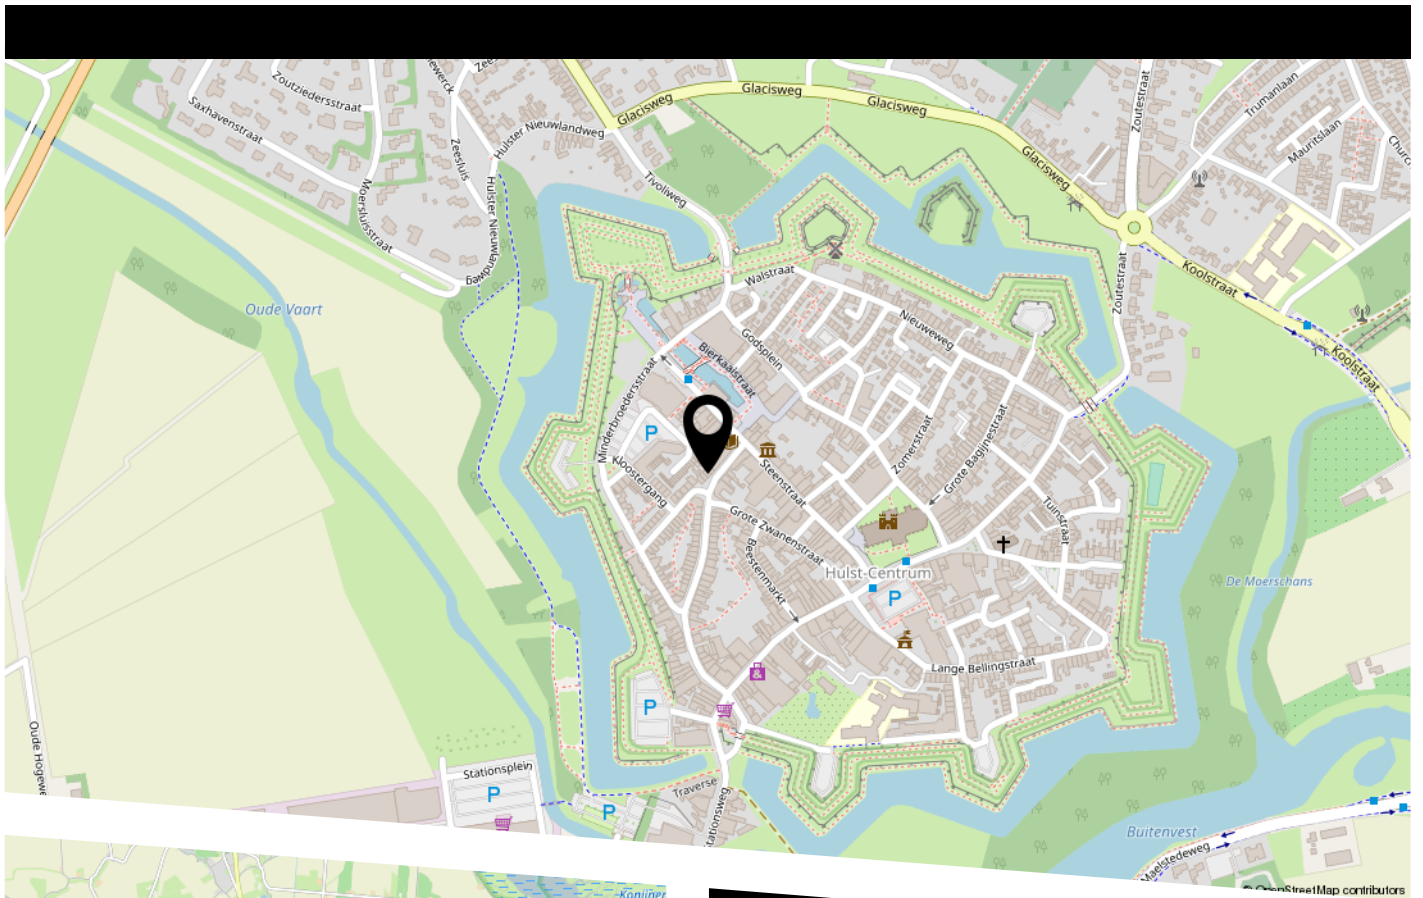 Zoutziedersstraat
Saxhavenstraat
Zeesluis
Hulster Nieuwlandweg
Hulster Nieuwlandweg
Moersluisstraat
Tivoliweg
Glacisweg
Glacisweg
Glacisweg
Glacisweg
Zoutestraat
Trumanlaan
Mauritslaan
Zoutestraat
Koolstraat
Koolstraat
Oude Vaart
Walstraat
Godsplein
Bierkaaistraat
Nieuweweg
Minderbroedersstraat
P
Kloostergang
Steenstraat
Zomerstraat
Grote Bagijnestraat
Tuinstraat
Grote Zwanenstraat
Beestenmarkt
Hulst-Centrum
P
De Moerschans
Lange Bellingstraat
P
Stationsplein
P
Traverse
P
Stationsweg
Buitenvest
Maelstedeweg
© OpenStreetMap contributors